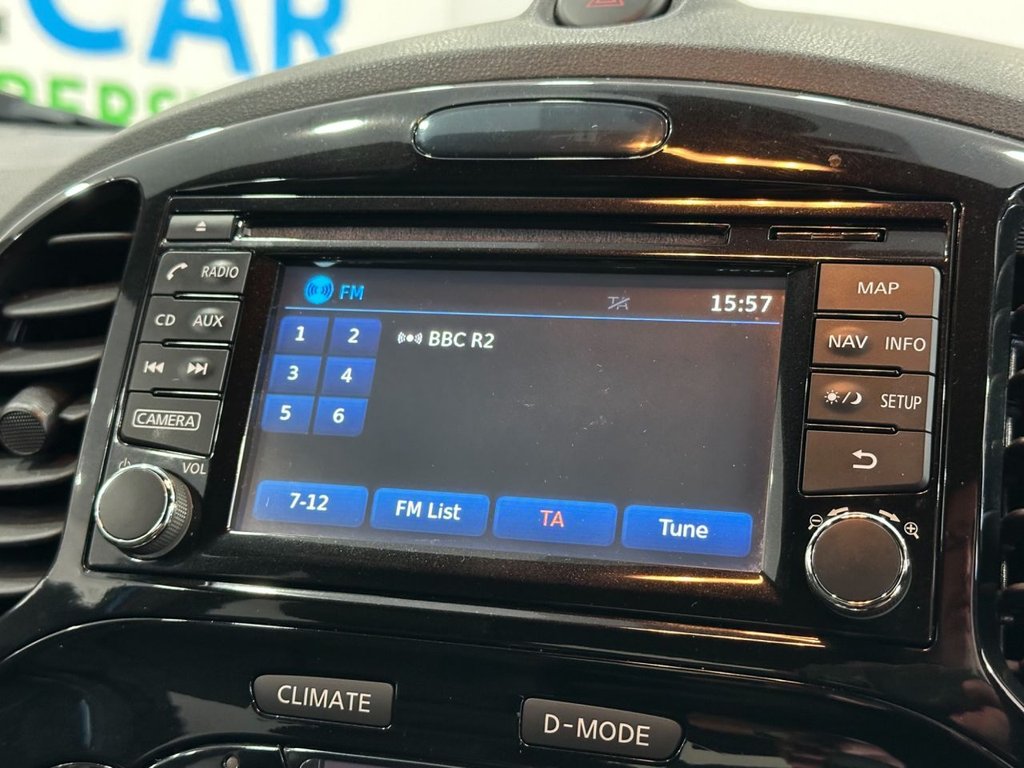 CAR
RADIO
CD AUX
CAMERA
VOL
FM
TA 15:57
1 2
BBC R2
3 4
5 6
7-12 FM List TA Tune
MAP
NAV INFO
SETUP
CLIMATE
D-MODE